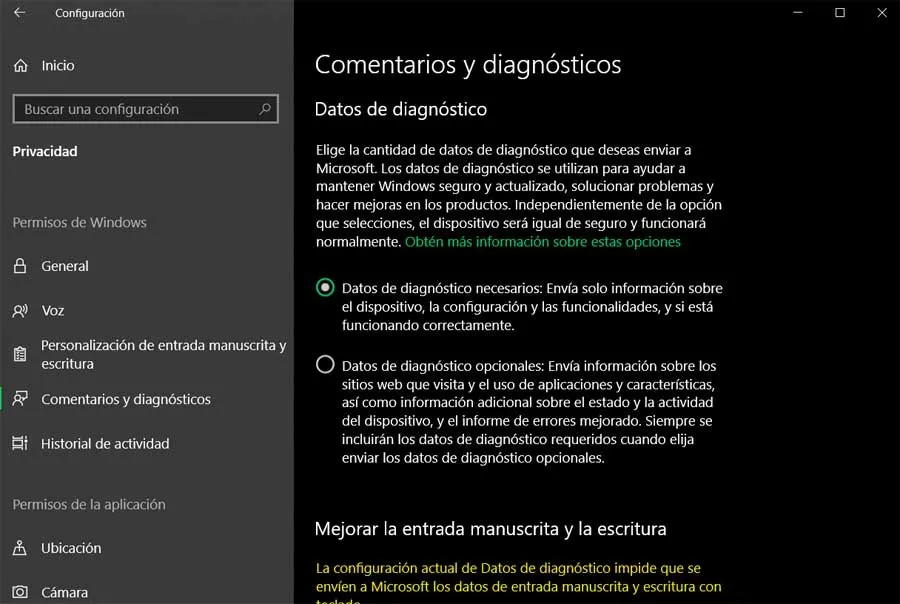 Configuración
Inicio
Buscar una configuración
Privacidad
Permisos de Windows
General
Voz
Personalización de entrada manuscrita y
escritura
Comentarios y diagnósticos
Historial de actividad
Permisos de la aplicación
Ubicación
Cámara
Comentarios y diagnósticos
Datos de diagnóstico
Elige la cantidad de datos de diagnóstico que deseas enviar a
Microsoft. Los datos de diagnóstico se utilizan para ayudar a
mantener Windows seguro y actualizado, solucionar problemas y
hacer mejoras en los productos. Independientemente de la opción
que selecciones, el dispositivo será igual de seguro y funcionará
normalmente. Obtén más información sobre estas opciones
Datos de diagnóstico necesarios: Envía solo información sobre
el dispositivo, la configuración y las funcionalidades, y si está
funcionando correctamente.
Datos de diagnóstico opcionales: Envía información sobre los
sitios web que visita y el uso de aplicaciones y características,
así como información adicional sobre el estado y la actividad
del dispositivo, y el informe de errores mejorado. Siempre se
incluirán los datos de diagnóstico requeridos cuando elija
enviar los datos de diagnóstico opcionales.
Mejorar la entrada manuscrita y la escritura
La configuración actual de Datos de diagnóstico impide que se
envíen a Microsoft los datos de entrada manuscrita y escritura con